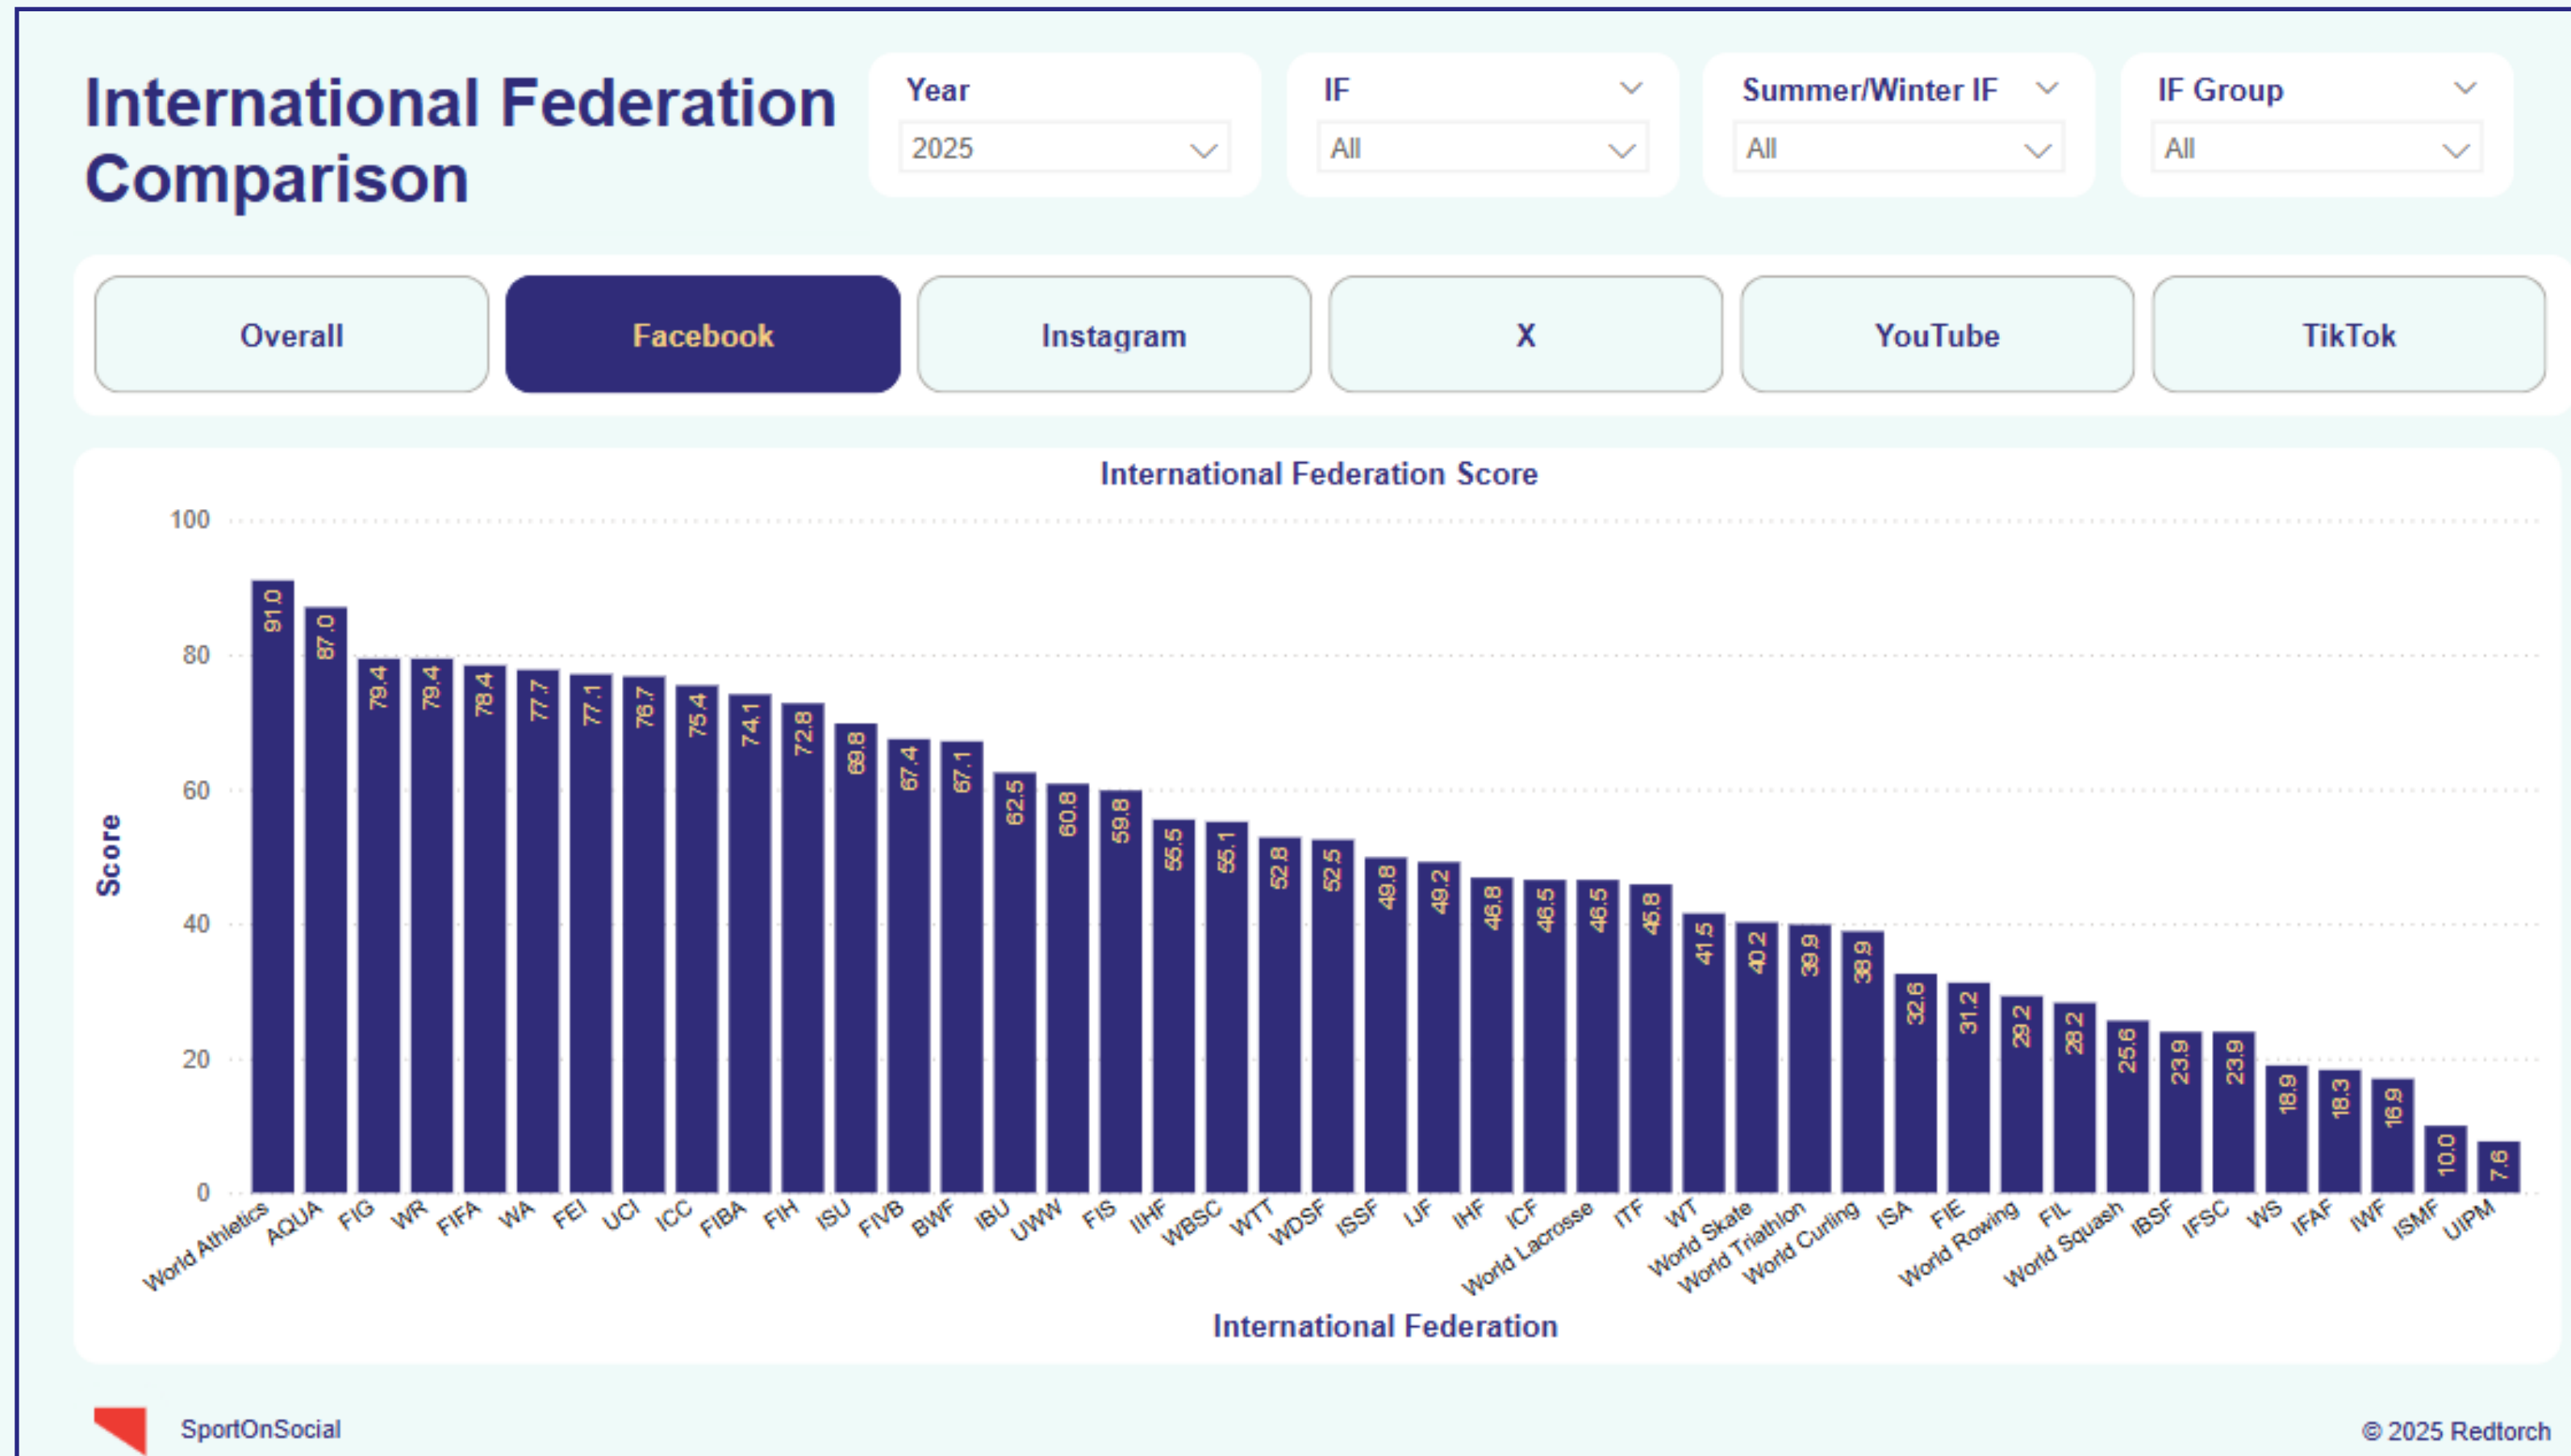 International Federation
Comparison
Year
2025
IF
All
Summer/Winter IF
All
IF Group
All
Overall
Facebook
Instagram
X
YouTube
TikTok
International Federation Score
Score
100
80
60
40
20
0
91.0
87.0
79.4
79.4
78.4
77.7
77.1
76.7
75.4
74.1
72.8
69.8
67.4
67.1
62.5
60.8
59.8
55.5
55.1
52.8
52.5
49.8
49.2
46.8
46.5
46.5
45.8
41.5
40.2
39.9
38.9
32.6
31.2
29.2
28.2
25.6
23.9
23.9
18.9
18.3
16.9
10.0
7.6
World Athletics
AQUA
FIG
WR
FIFA
WA
FEI
UCI
ICC
FIBA
FIH
ISU
FIVB
BWF
IBU
UWW
FIS
IIHF
WBSC
WTT
WDSF
ISSF
IJF
IHF
ICF
World Lacrosse
ITF
WT
World Skate
World Triathlon
World Curling
ISA
FIE
World Rowing
FIL
World Squash
IBSF
IFSC
WS
IFAF
IWF
ISMF
UIPM
International Federation
SportOnSocial
© 2025 Redtorch